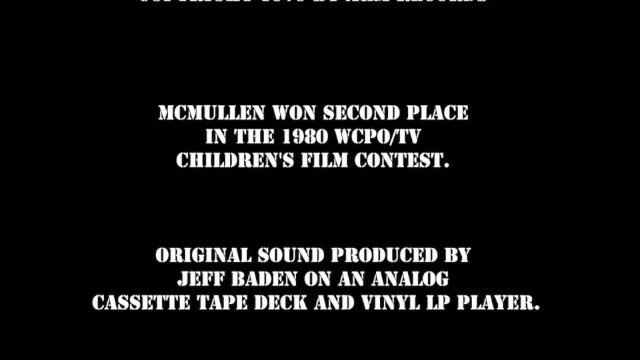 MCMULLEN WON SECOND PLACE
IN THE 1980 WCPO/TV
CHILDREN'S FILM CONTEST.
ORIGINAL SOUND PRODUCED BY
JEFF BADEN ON AN ANALOG
CASSETTE TAPE DECK AND VINYL LP PLAYER.